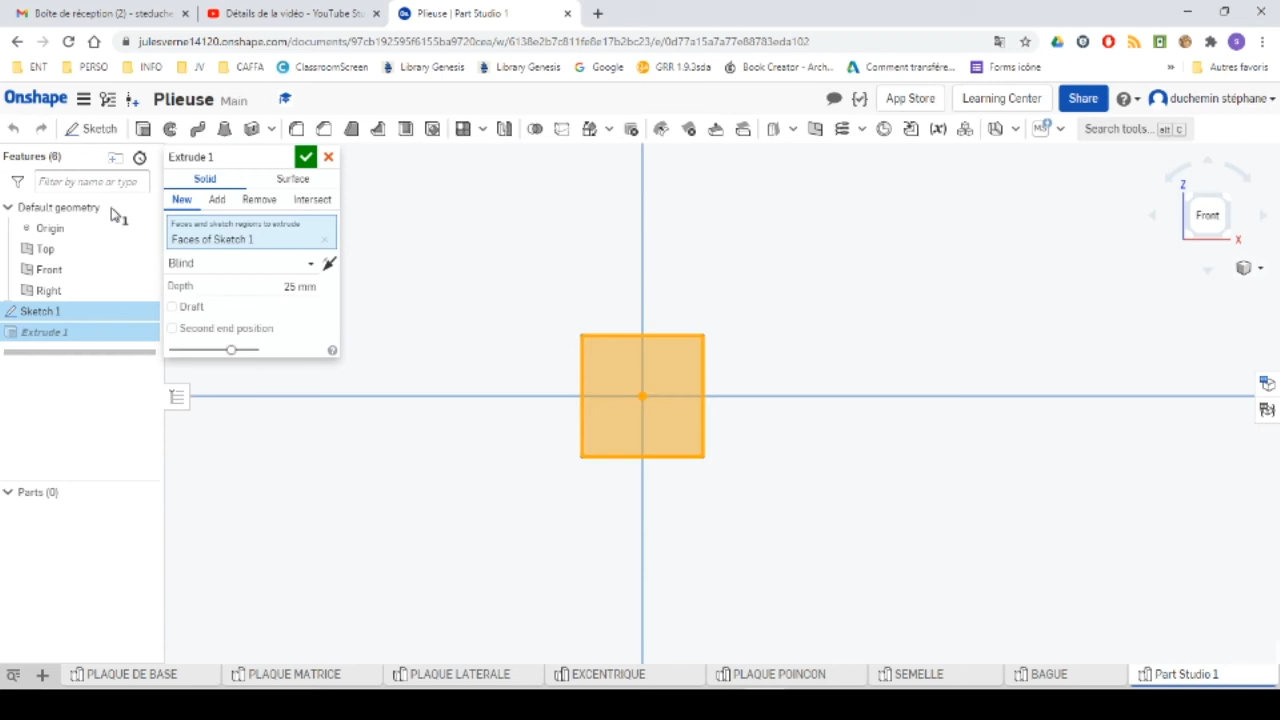 Boîte de réception (2) - steduche
Détails de la vidéo - YouTube Stu
Plieuse | Part Studio 1
julesverne14120.onshape.com/documents/97cb192595f6155ba9720cea/w/6138e2b7c811fe8e17b2bc23/e/0d77a15a7a77e88783eda102
ENT PERSO INFO JV CAFFA ClassroomScreen Library Genesis Library Genesis Google GRR 1.9.3sda Book Creator - Arch... Comment transfére... Forms icône » Autres favoris
Onshape Plieuse Main App Store Learning Center Share duchemin stéphane
Sketch Search tools... alt C
Features (6)
Filter by name or type
Default geometry
Origin
Top
Front
Right
Sketch 1
Extrude 1
Parts (0)
Extrude 1
Solid Surface
New Add Remove Intersect
Faces and sketch regions to extrude
Faces of Sketch 1
Blind
Depth 25 mm
Draft
Second end position
Z
Front
X
PLAQUE DE BASE PLAQUE MATRICE PLAQUE LATERALE EXCENTRIQUE PLAQUE POINCON SEMELLE BAGUE Part Studio 1